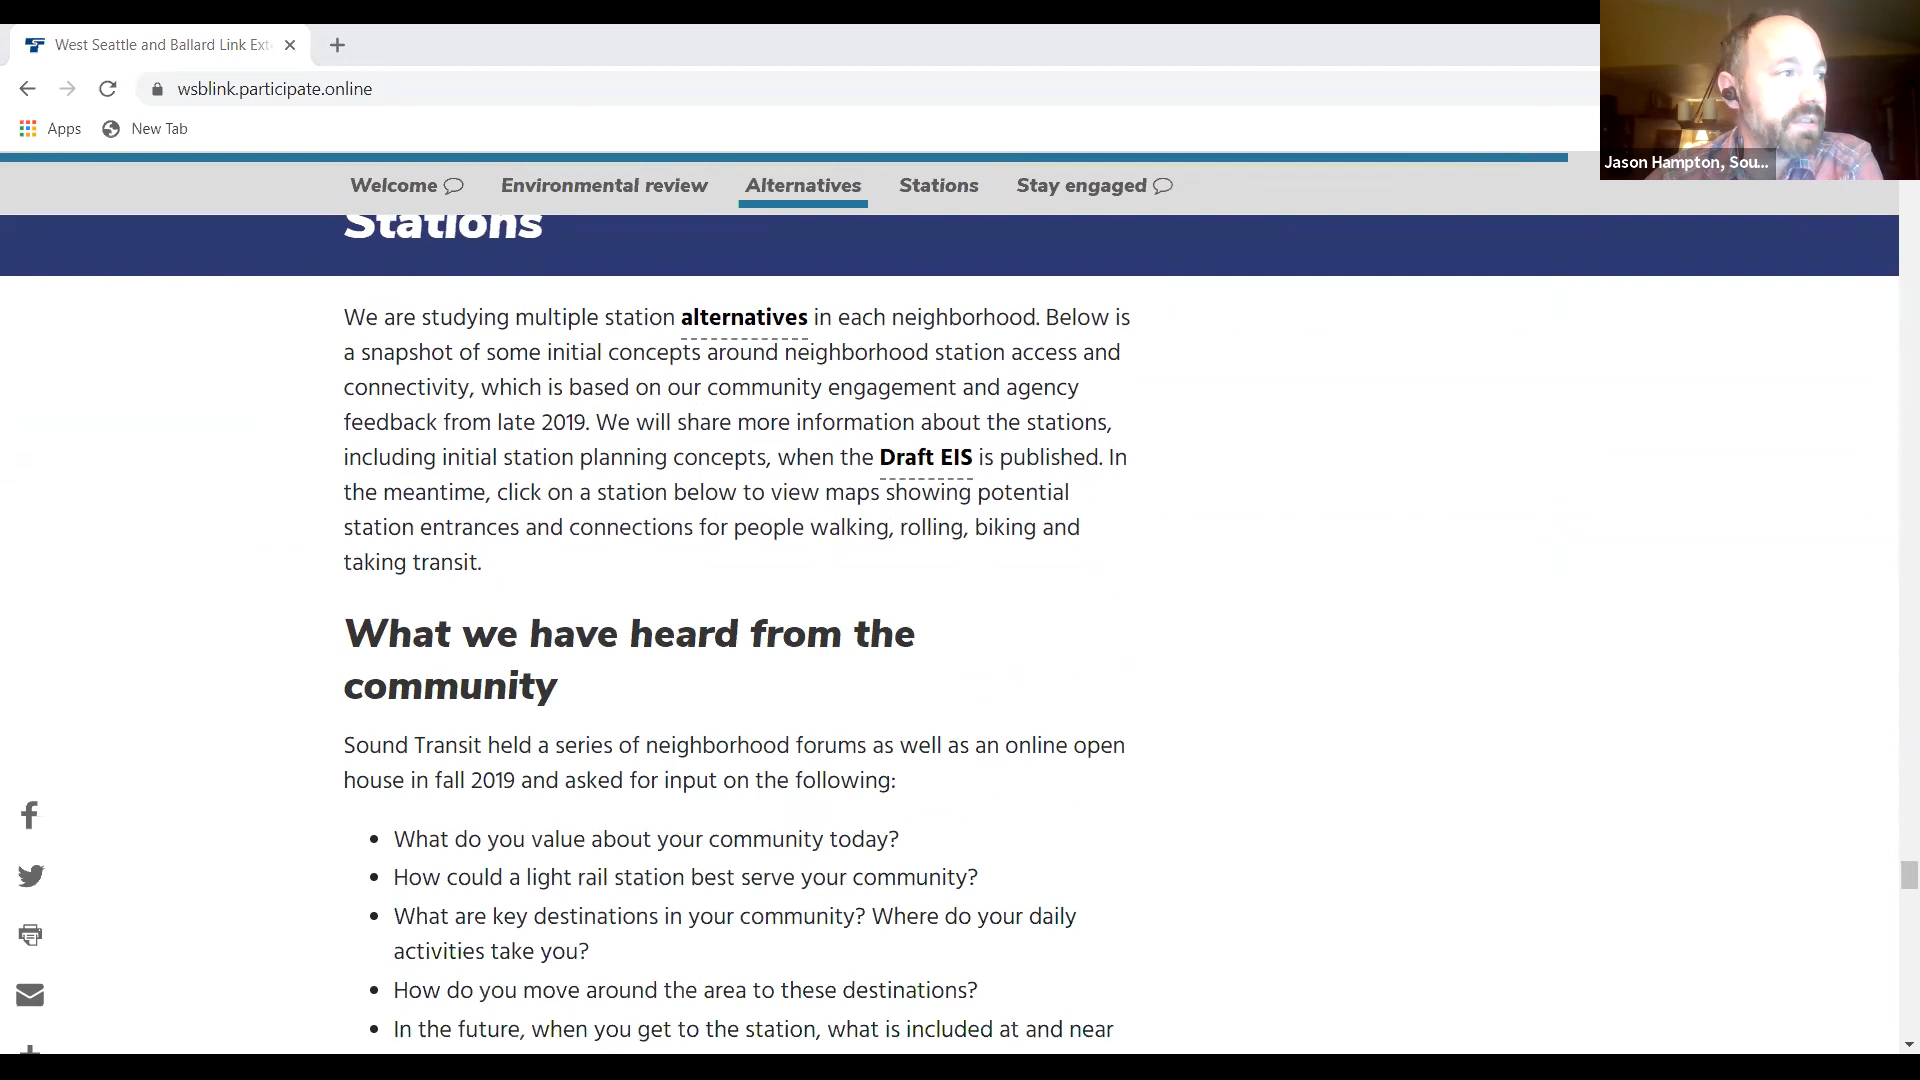 West Seattle and Ballard Link Ext
wsblink.participate.online
Apps
New Tab
Jason Hampton, Sou...
Welcome
Environmental review
Alternatives
Stations
Stay engaged
Stations
We are studying multiple station alternatives in each neighborhood. Below is
a snapshot of some initial concepts around neighborhood station access and
connectivity, which is based on our community engagement and agency
feedback from late 2019. We will share more information about the stations,
including initial station planning concepts, when the Draft EIS is published. In
the meantime, click on a station below to view maps showing potential
station entrances and connections for people walking, rolling, biking and
taking transit.
What we have heard from the
community
Sound Transit held a series of neighborhood forums as well as an online open
house in fall 2019 and asked for input on the following:
• What do you value about your community today?
• How could a light rail station best serve your community?
• What are key destinations in your community? Where do your daily
activities take you?
• How do you move around the area to these destinations?
• In the future, when you get to the station, what is included at and near